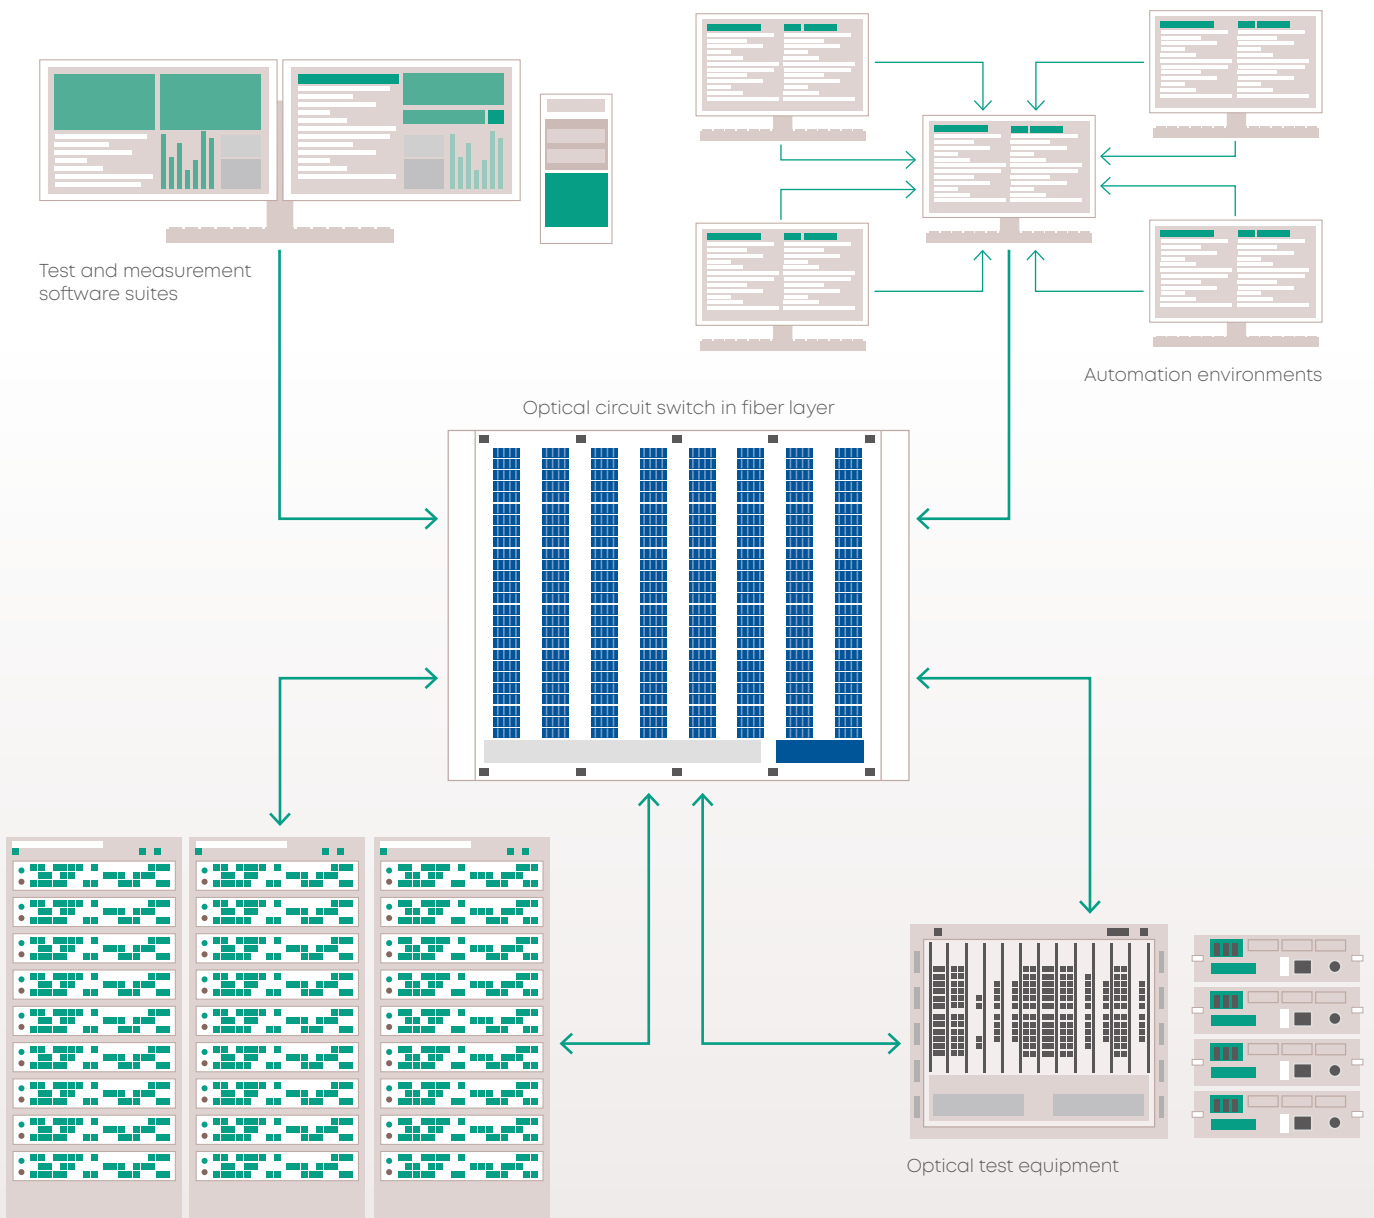 Test and measurement
software suites
Automation environments
Optical circuit switch in fiber layer
Optical test equipment